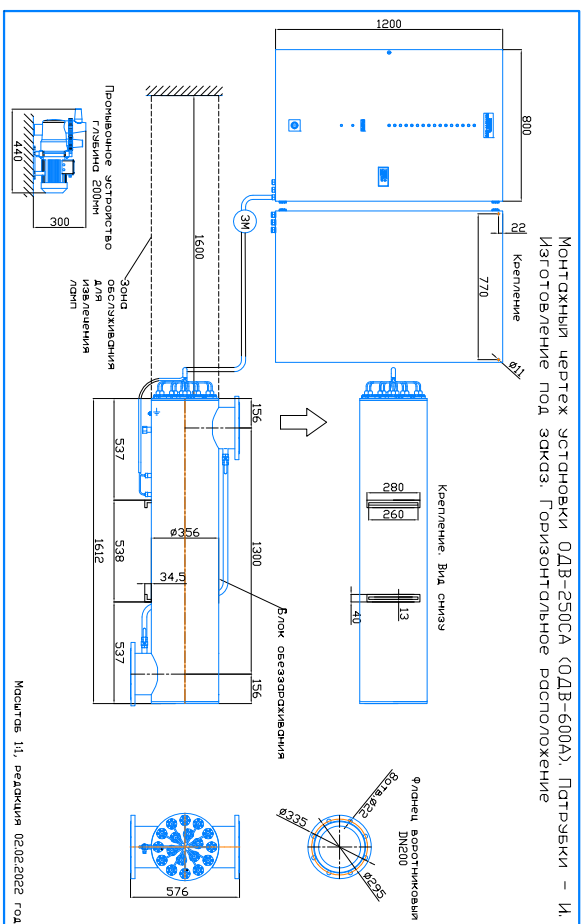 Монтажный чертеж установки ОДВ-250СА (ОДВ-600А). Патрубки - И.
Изготовление под заказ. Горизонтальное расположение
1200
800
22
Крепление
770
ø11
3М
1600
Зона
обслуживания
для
извлечения
ламп
Промывочное устройство
глубина 200мм
440
300
156
537
ø356
538
1300
34,5
1612
537
156
Блок обеззараживания
Крепление. Вид снизу
280
260
13
40
Фланец воротниковый
DN200
8отв.ø22
ø335
ø295
576
Масштаб 1:1, редакция 02.02.2022 год